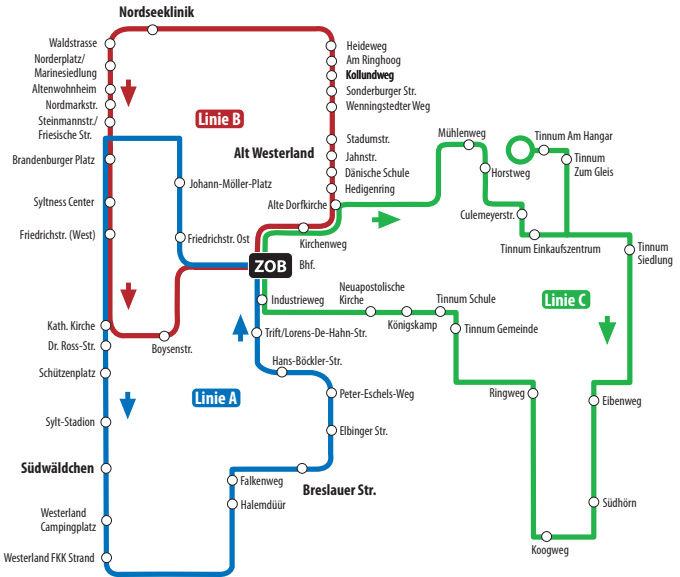 Nordseeklinik
Waldstrasse
Norderplatz/
Marinesiedlung
Altenwohnheim
Nordmarkstr.
Steinmannstr./
Friesische Str.
Brandenburger Platz
Syltness Center
Friedrichstr. (West)
Kath. Kirche
Dr. Ross-Str.
Schützenplatz
Sylt-Stadion
Südwäldchen
Westerland
Campingplatz
Westerland FKK Strand
Linie B
Alt Westerland
Johann-Möller-Platz
Friedrichstr. Ost
ZOB
Bhf.
Boysenstr.
Linie A
Heideweg
Am Ringhoog
Kollundweg
Sonderburger Str.
Wenningstedter Weg
Stadumstr.
Jahnstr.
Dänische Schule
Hedigenring
Alte Dorfkirche
Kirchenweg
Industrieweg
Trift/Lorens-De-Hahn-Str.
Hans-Böckler-Str.
Peter-Eschels-Weg
Elbinger Str.
Breslauer Str.
Falkenweg
Halemdüür
Mühlenweg
Horstweg
Culemeyerstr.
Tinnum Am Hangar
Tinnum
Zum Gleis
Tinnum Einkaufszentrum
Tinnum
Siedlung
Linie C
Neuapostolische
Kirche
Königskamp
Tinnum Schule
Tinnum Gemeinde
Ringweg
Eibenweg
Südhörn
Koogweg